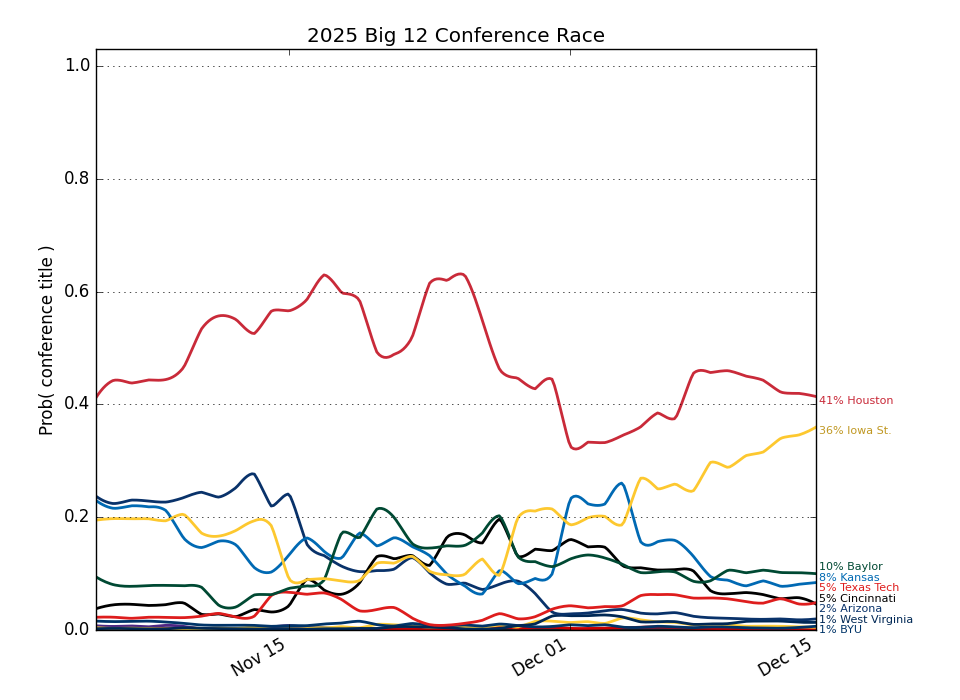 2025 Big 12 Conference Race
Prob( conference title )
1.0
0.8
0.6
0.4
0.2
0.0
41% Houston
36% Iowa St.
10% Baylor
8% Kansas
5% Texas Tech
5% Cincinnati
2% Arizona
1% West Virginia
1% BYU
Nov 15
Dec 01
Dec 15